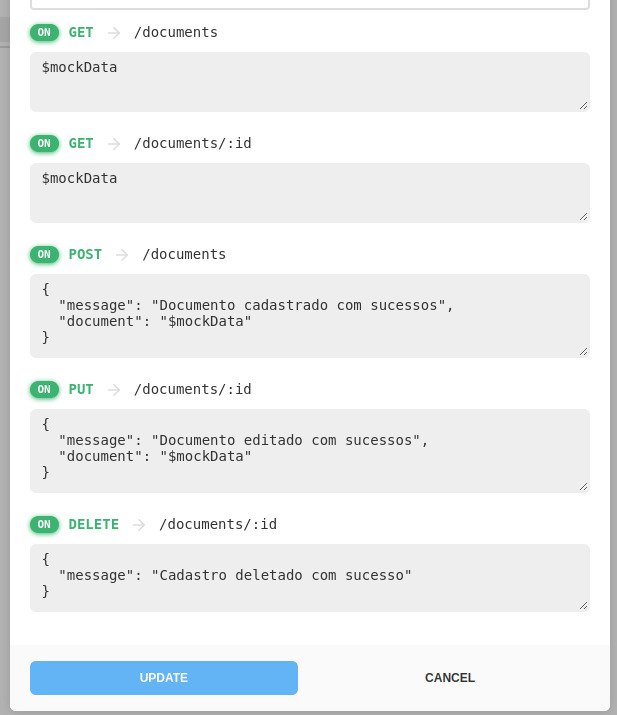 ON GET → /documents
$mockData
ON GET → /documents/:id
$mockData
ON POST → /documents
{
  "message": "Documento cadastrado com sucessos",
  "document": "$mockData"
}
ON PUT → /documents/:id
{
  "message": "Documento editado com sucessos",
  "document": "$mockData"
}
ON DELETE → /documents/:id
{
  "message": "Cadastro deletado com sucesso"
}
UPDATE CANCEL